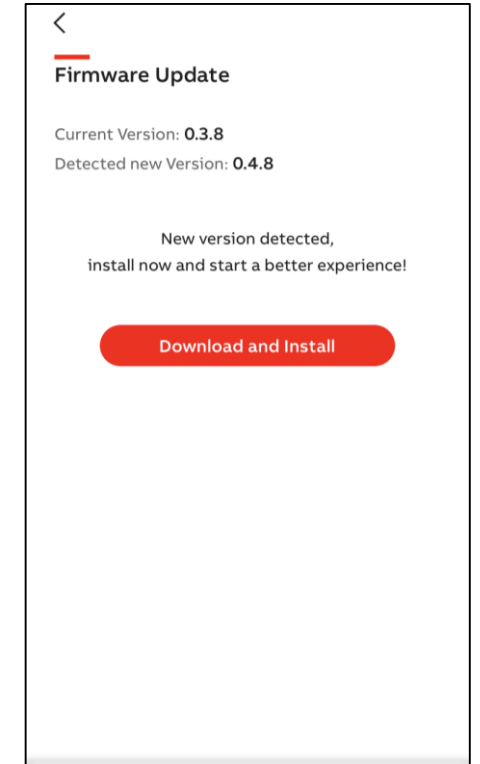 Firmware Update
Current Version: 0.3.8
Detected new Version: 0.4.8
New version detected,
install now and start a better experience!
Download and Install